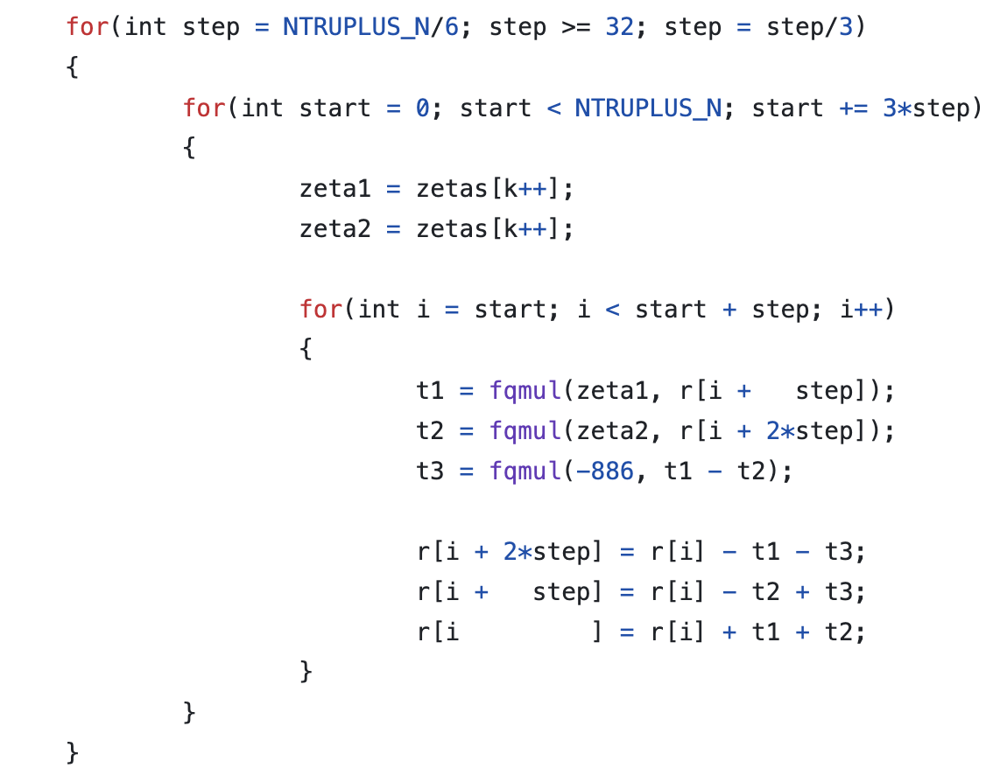 for(int step = NTRUPLUS_N/6; step >= 32; step = step/3)
{
        for(int start = 0; start < NTRUPLUS_N; start += 3*step)
        {
                zeta1 = zetas[k++];
                zeta2 = zetas[k++];

                for(int i = start; i < start + step; i++)
                {
                        t1 = fqmul(zeta1, r[i +   step]);
                        t2 = fqmul(zeta2, r[i + 2*step]);
                        t3 = fqmul(-886, t1 - t2);

                        r[i + 2*step] = r[i] - t1 - t3;
                        r[i +   step] = r[i] - t2 + t3;
                        r[i         ] = r[i] + t1 + t2;
                }
        }
}